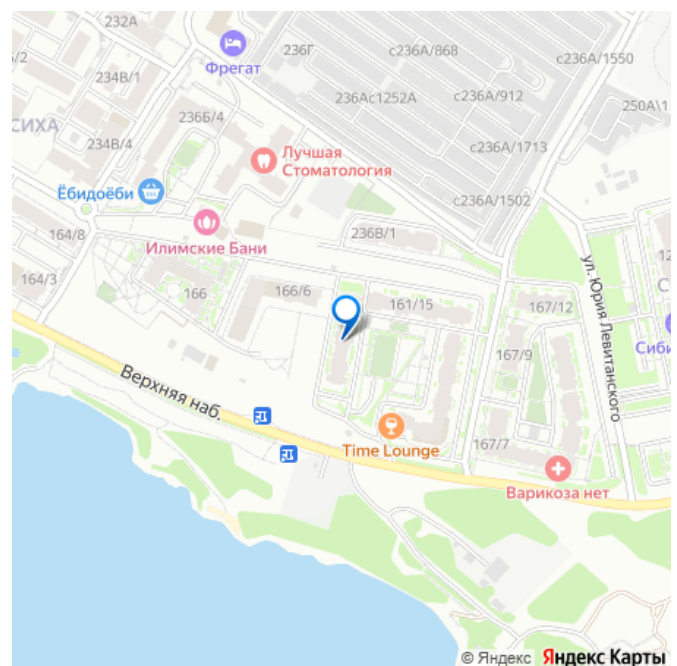 232А
/2
234В/1
236Г
с236А/868
с236А/1550
Фрегат
236Ас1252А
с236А/912
250А\1
СИХА
236Б/4
234В/4
с236А/1713
Лучшая
Стоматология
Ёбидоёби
с236А/1502
164/8
Илимские Бани
236В/1
164/3
166
166/6
161/15
167/12
ул. Юрия Левитанского
12
С
167/9
Сиби
Верхняя наб.
167/7
Time Lounge
Варикоза нет
© Яндекс Яндекс Карты